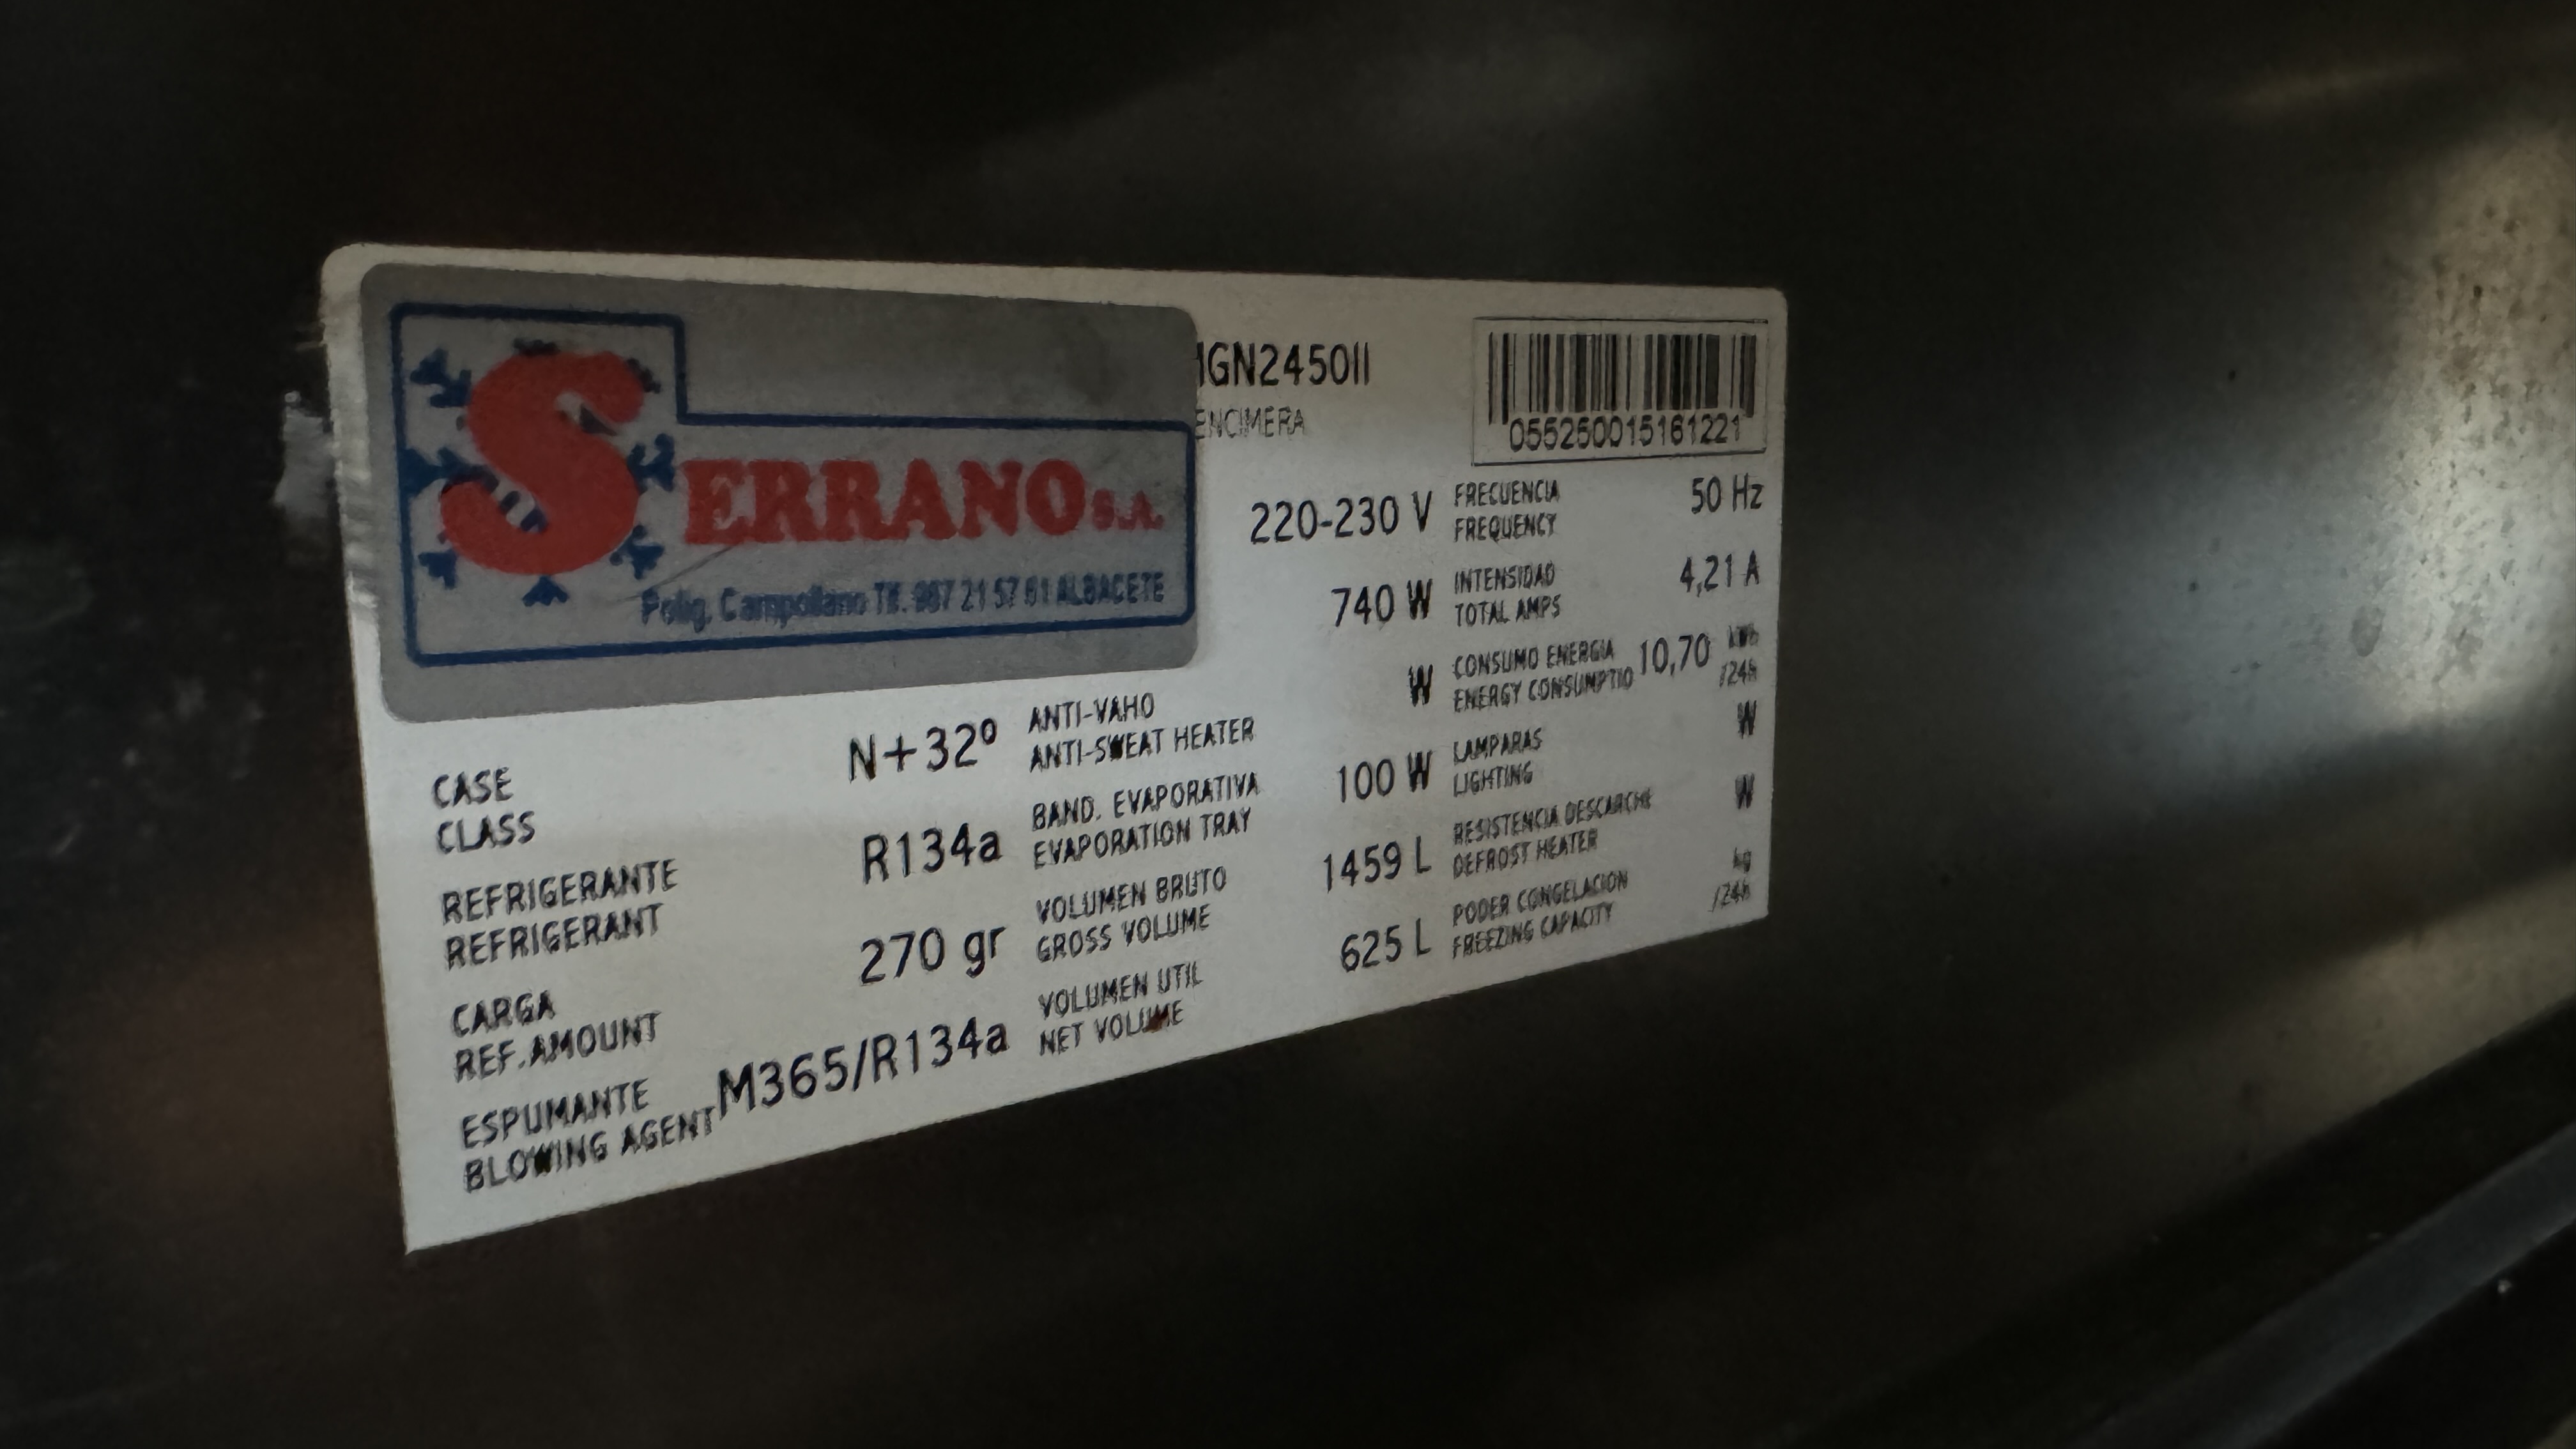 SERRANO S.A.
Polig. Campollano Tlf. 967 21 57 61 ALBACETE
GN2450II
ENCIMERA
055250015161221
220-230 V
FRECUENCIA
FREQUENCY
50 Hz
740 W
INTENSIDAD
TOTAL AMPS
4,21 A
W
CONSUMO ENERGIA
ENERGY CONSUMPTIO
10,70 kWh
/24h
CASE
CLASS
N+32º
ANTI-VAHO
ANTI-SWEAT HEATER
100 W
LAMPARAS
LIGHTING
W
REFRIGERANTE
REFRIGERANT
R134a
BAND. EVAPORATIVA
EVAPORATION TRAY
1459 L
RESISTENCIA DESCARCHE
DEFROST HEATER
W
CARGA
REF.AMOUNT
270 gr
VOLUMEN BRUTO
GROSS VOLUME
625 L
PODER CONGELACION
FREEZING CAPACITY
kg
/24h
ESPUMANTE
BLOWING AGENT
M365/R134a
VOLUMEN UTIL
NET VOLUME